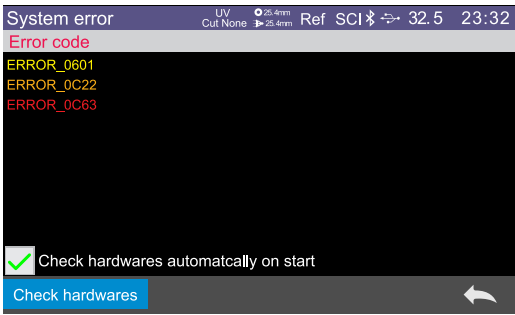 System error
UV
Cut None
25.4mm
25.4mm
Ref SCI 32.5 23:32
Error code
ERROR_0601
ERROR_0C22
ERROR_0C63
Check hardwares automatcally on start
Check hardwares